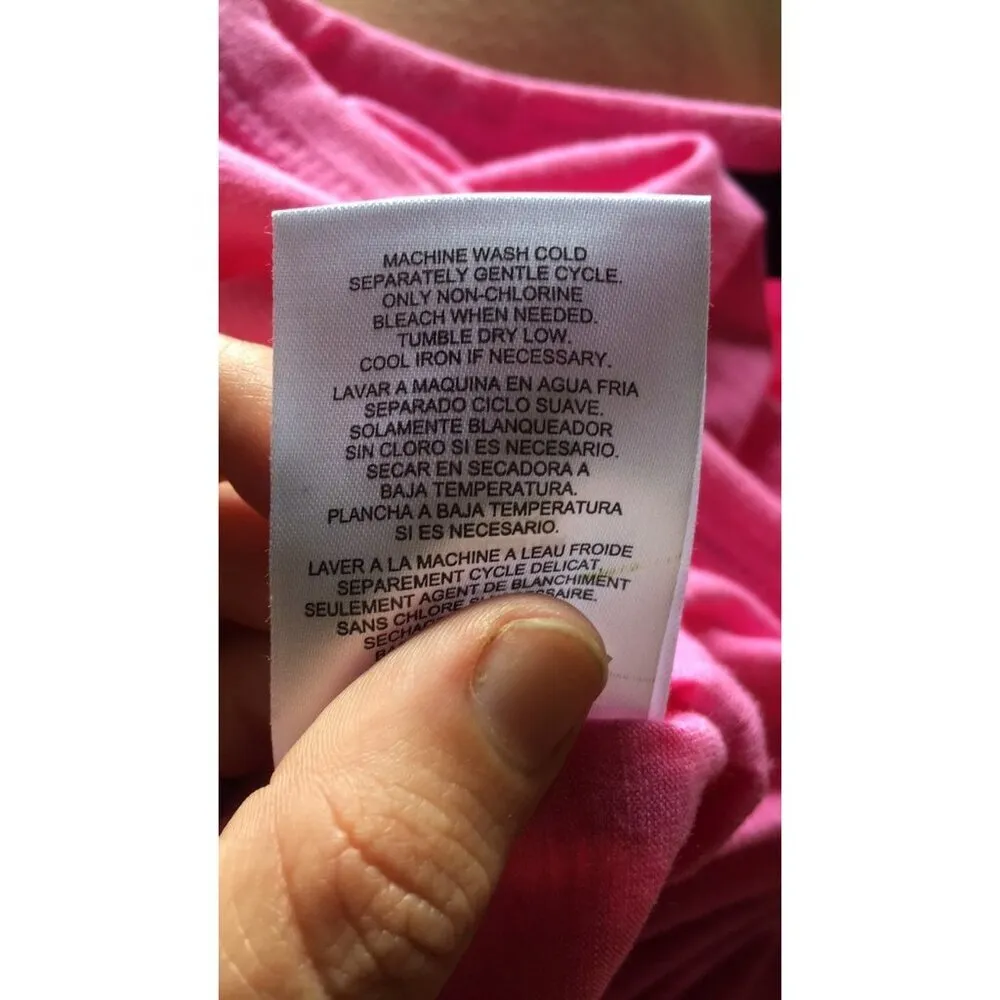 MACHINE WASH COLD
SEPARATELY GENTLE CYCLE.
ONLY NON-CHLORINE
BLEACH WHEN NEEDED.
TUMBLE DRY LOW.
COOL IRON IF NECESSARY.
LAVAR A MAQUINA EN AGUA FRIA
SEPARADO CICLO SUAVE.
SOLAMENTE BLANQUEADOR
SIN CLORO SI ES NECESARIO.
SECAR EN SECADORA A
BAJA TEMPERATURA.
PLANCHA A BAJA TEMPERATURA
SI ES NECESARIO.
LAVER A LA MACHINE A LEAU FROIDE
SEPAREMENT CYCLE DELICAT.
SEULEMENT AGENT DE BLANCHIMENT
SANS CHLORE